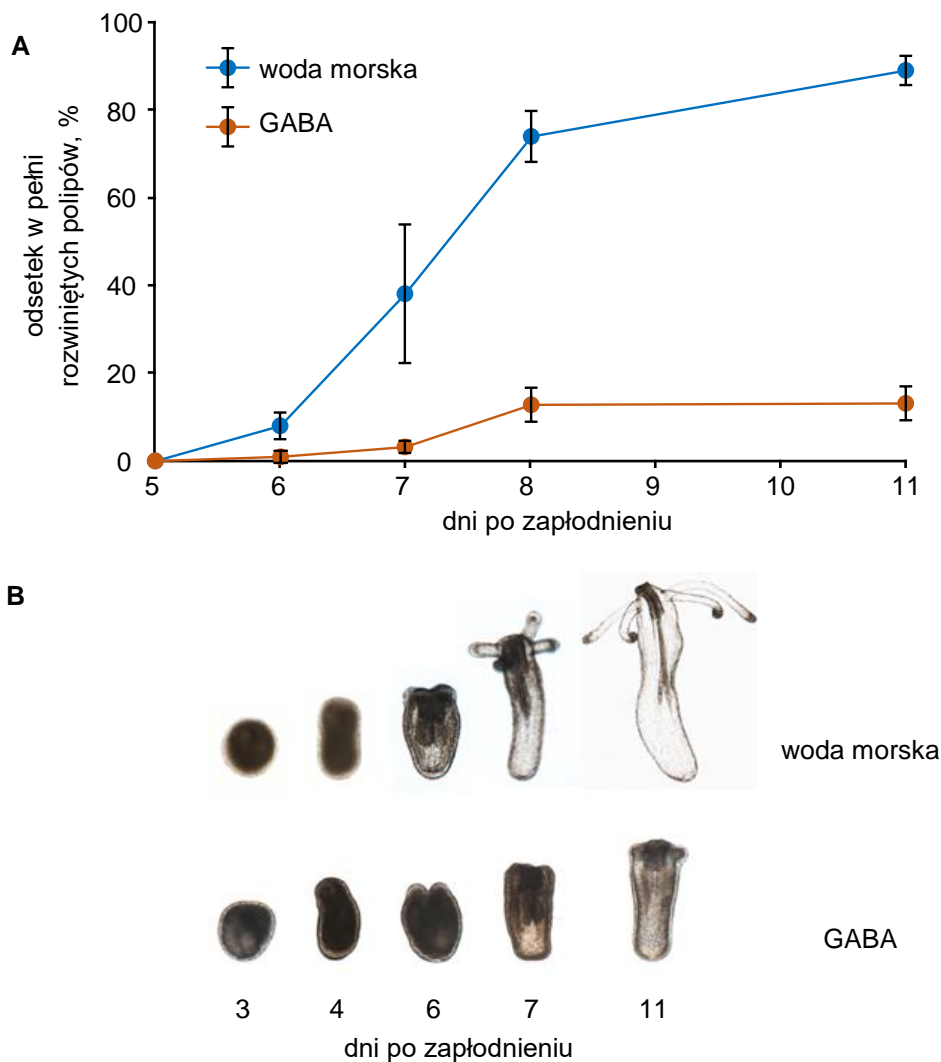 A
100
80
60
40
20
0
odsetek w pełni
rozwiniętych polipów, %
woda morska
GABA
5 6 7 8 9 10 11
dni po zapłodnieniu
B
woda morska
GABA
3 4 6 7 11
dni po zapłodnieniu